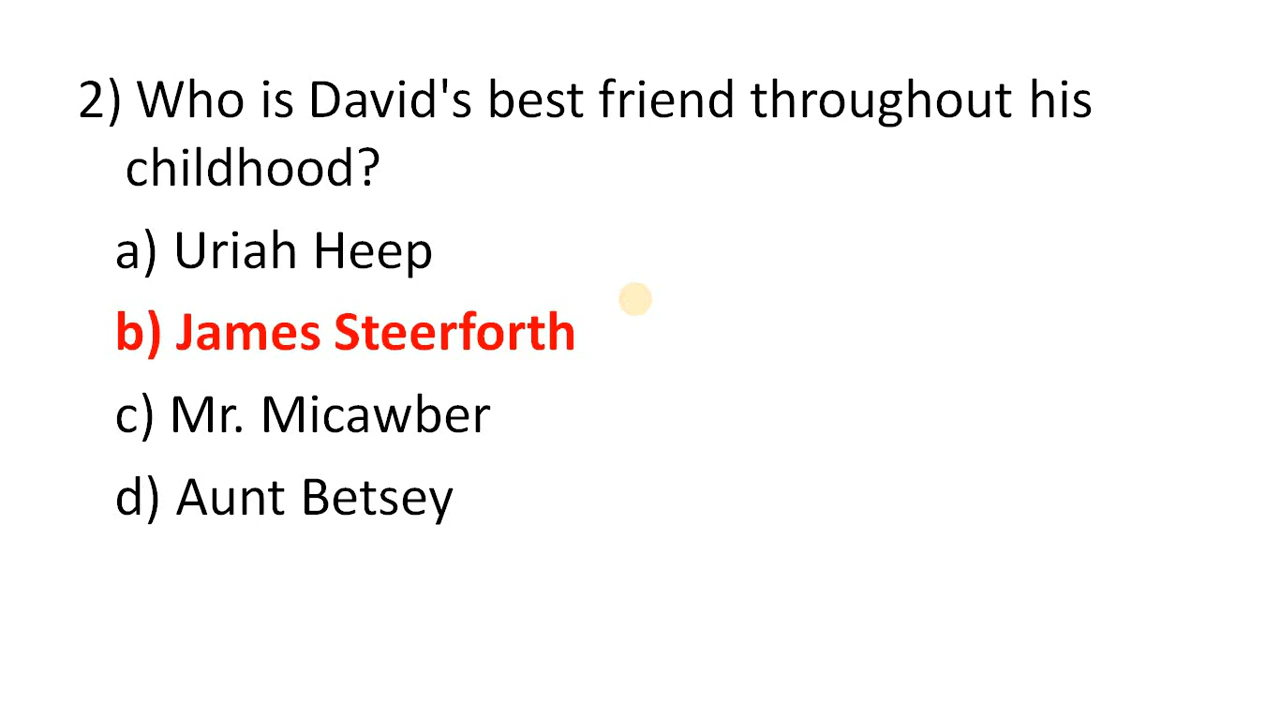 2) Who is David's best friend throughout his
childhood?
a) Uriah Heep
b) James Steerforth
c) Mr. Micawber
d) Aunt Betsey